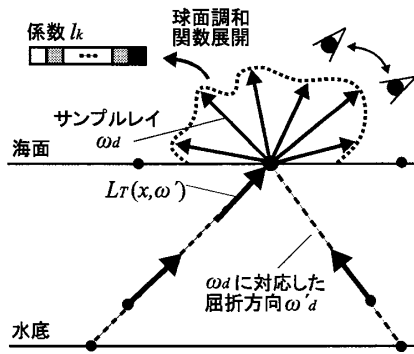 係数 lk
球面調和
関数展開
サンプルレイ
ωd
海面
LT(x,ω')
ωdに対応した
屈折方向ω'd
水底